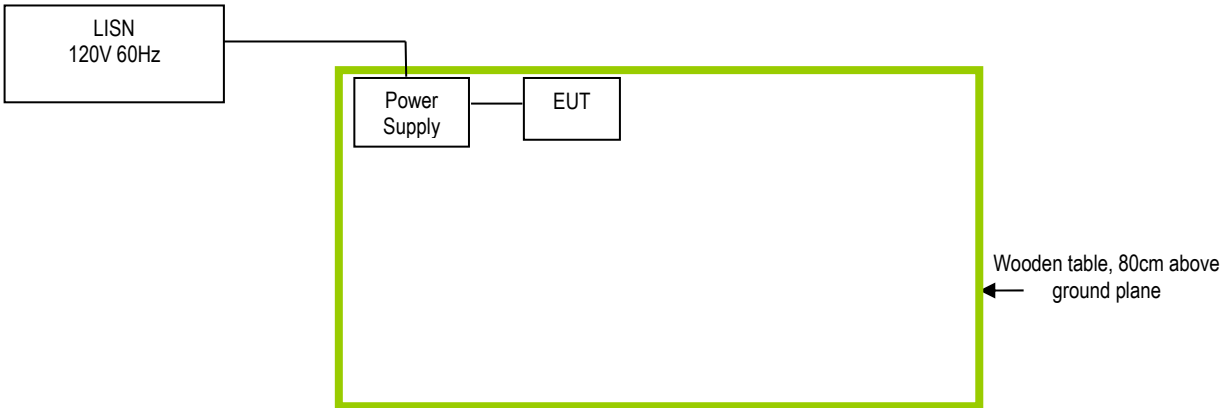 LISN
120V 60Hz
Power
Supply
EUT
Wooden table, 80cm above
ground plane